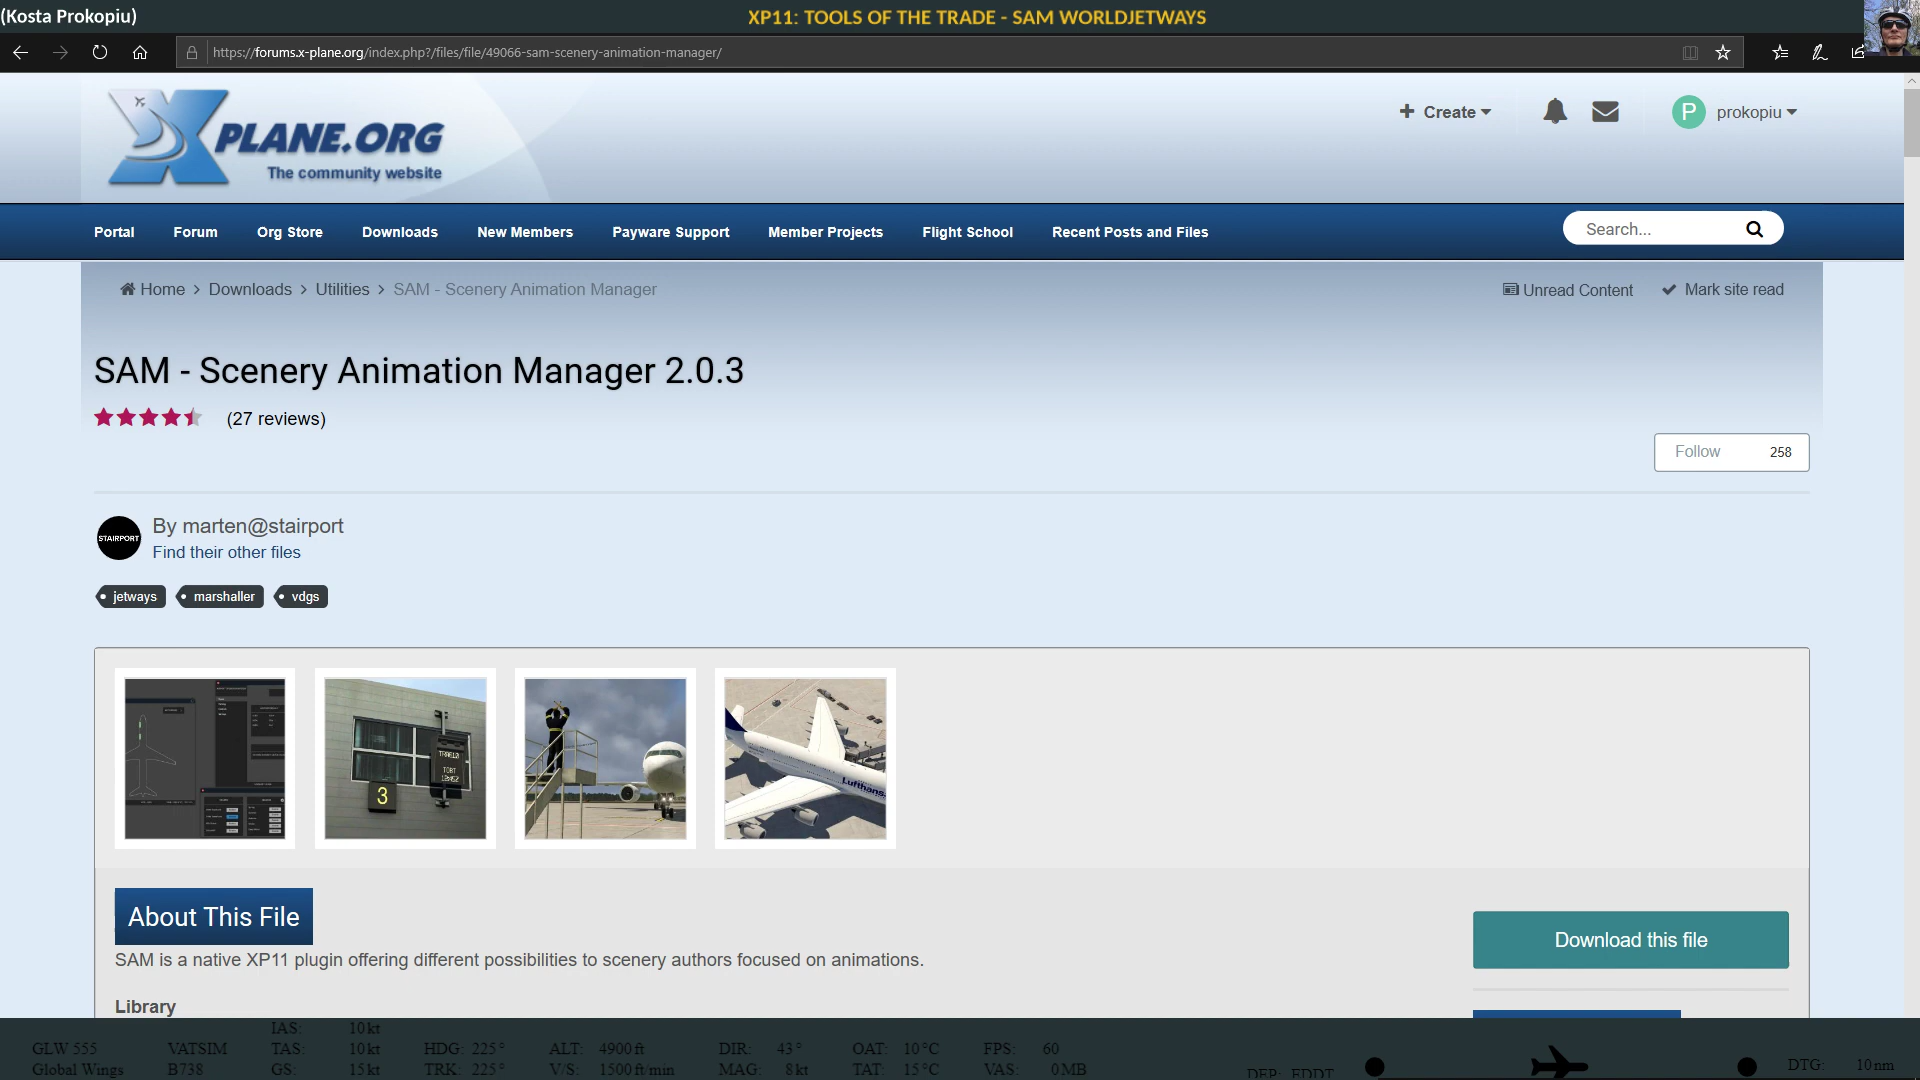 (Kosta Prokopiu)
XP11: TOOLS OF THE TRADE - SAM WORLDJETWAYS
https://forums.x-plane.org/index.php?/files/file/49066-sam-scenery-animation-manager/
X PLANE.ORG
The community website
Create
P prokopiu
Portal Forum Org Store Downloads New Members Payware Support Member Projects Flight School Recent Posts and Files
Search...
Home > Downloads > Utilities > SAM - Scenery Animation Manager
Unread Content Mark site read
SAM - Scenery Animation Manager 2.0.3
(27 reviews)
Follow 258
STAIRPORT
By marten@stairport
Find their other files
jetways marshaller vdgs
3
Lufthans
About This File
Download this file
SAM is a native XP11 plugin offering different possibilities to scenery authors focused on animations.
Library
IAS: 10 kt
GLW 555 VATSIM TAS: 10 kt HDG: 225° ALT: 4900 ft DIR: 43° OAT: 10 °C FPS: 60
Global Wings B738 GS: 15 kt TRK: 225° V/S: 1500 ft/min MAG: 8 kt TAT: 15 °C VAS: 0 MB
DEP: EDDT DTG: 10 nm